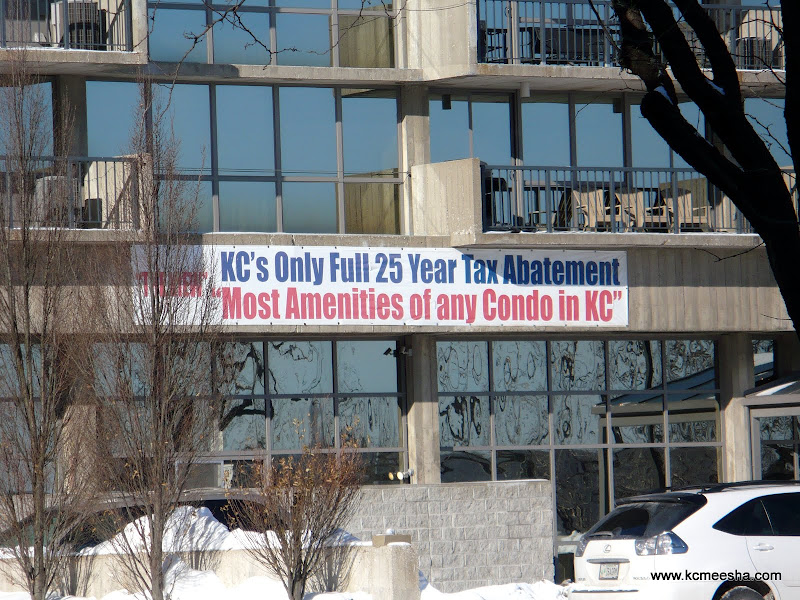 KC's Only Full 25 Year Tax Abatement
"Most Amenities of any Condo in KC"
www.kcmeesha.com